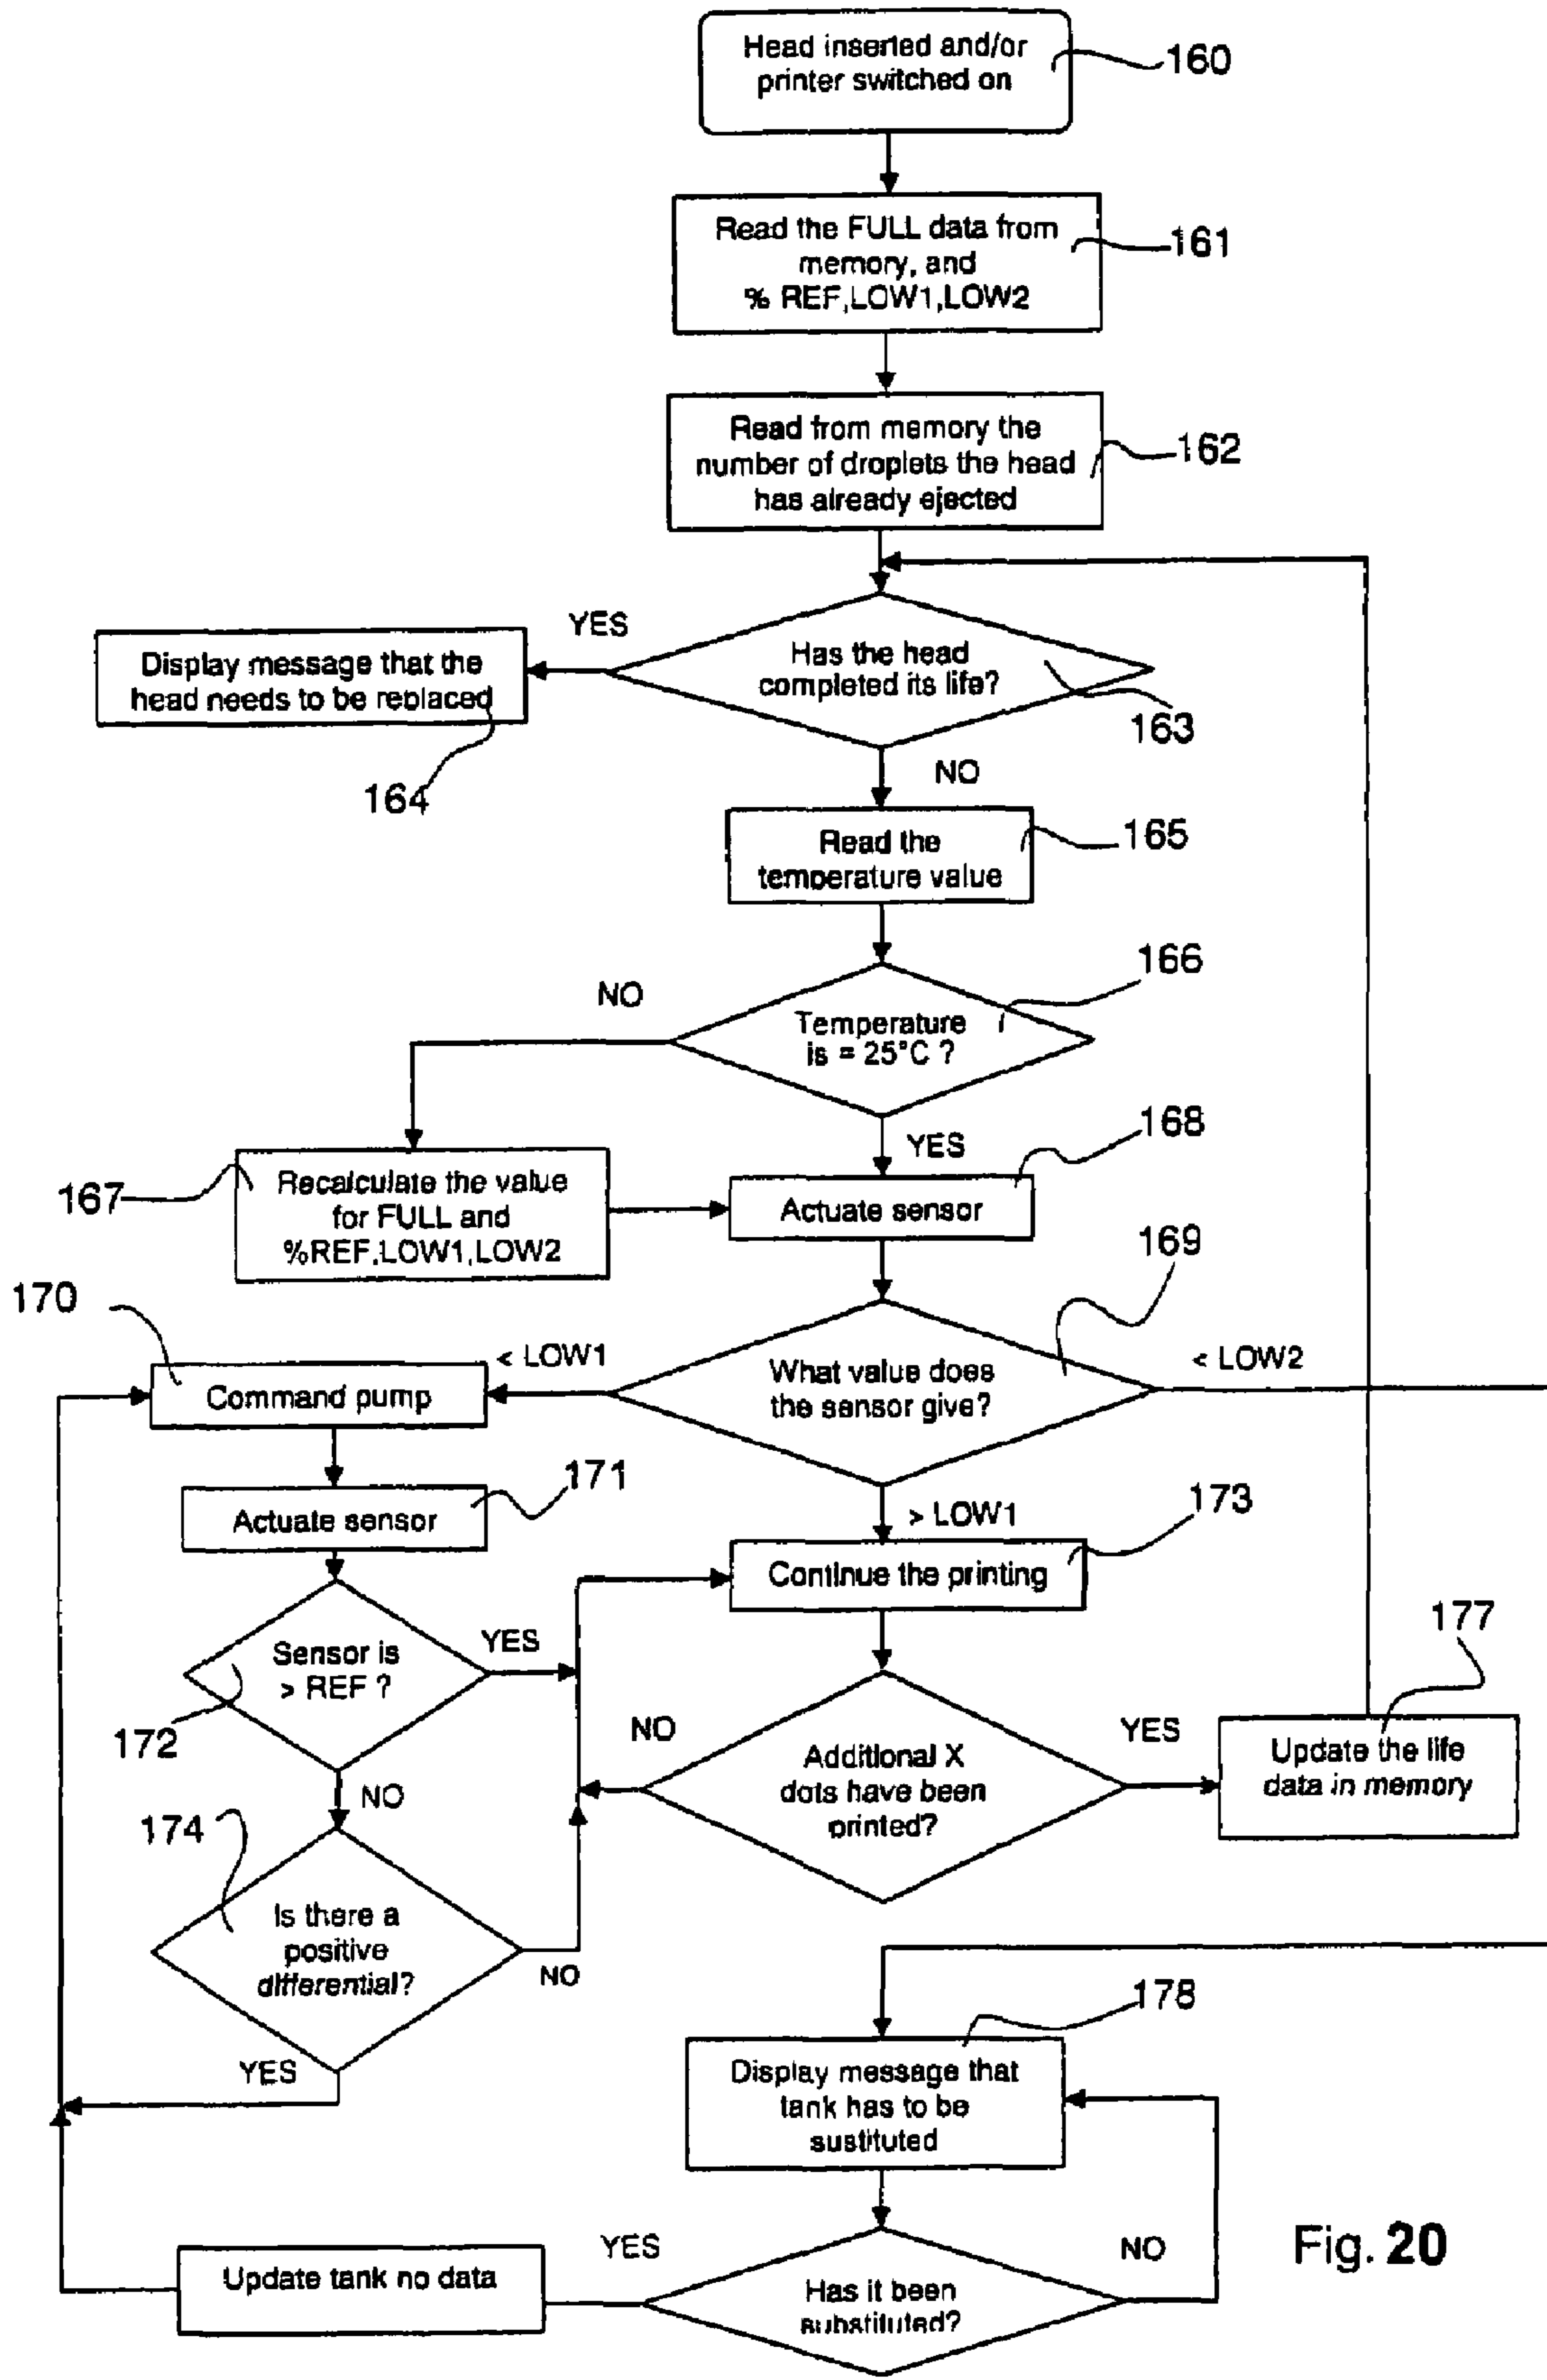 Head inserted and/or
printer switched on
160
Read the FULL data from
memory, and
% REF,LOW1,LOW2
161
Read from memory the
number of droplets the head
has already ejected
162
YES
Has the head
completed its life?
163
Display message that the
head needs to be replaced
164
NO
Read the
temperature value
165
NO
Temperature
is = 25°C ?
166
YES
167
Recalculate the value
for FULL and
%REF,LOW1,LOW2
Actuate sensor
168
169
170
< LOW1
What value does
the sensor give?
< LOW2
Command pump
> LOW1
Actuate sensor
171
Continue the printing
173
Sensor is
> REF ?
172
YES
NO
NO
Additional X
dots have been
printed?
YES
177
Update the life
data in memory
174
Is there a
positive
differential?
NO
YES
178
Display message that
tank has to be
sustituted
Has it been
substituted?
YES
NO
Update tank no data
Fig. 20